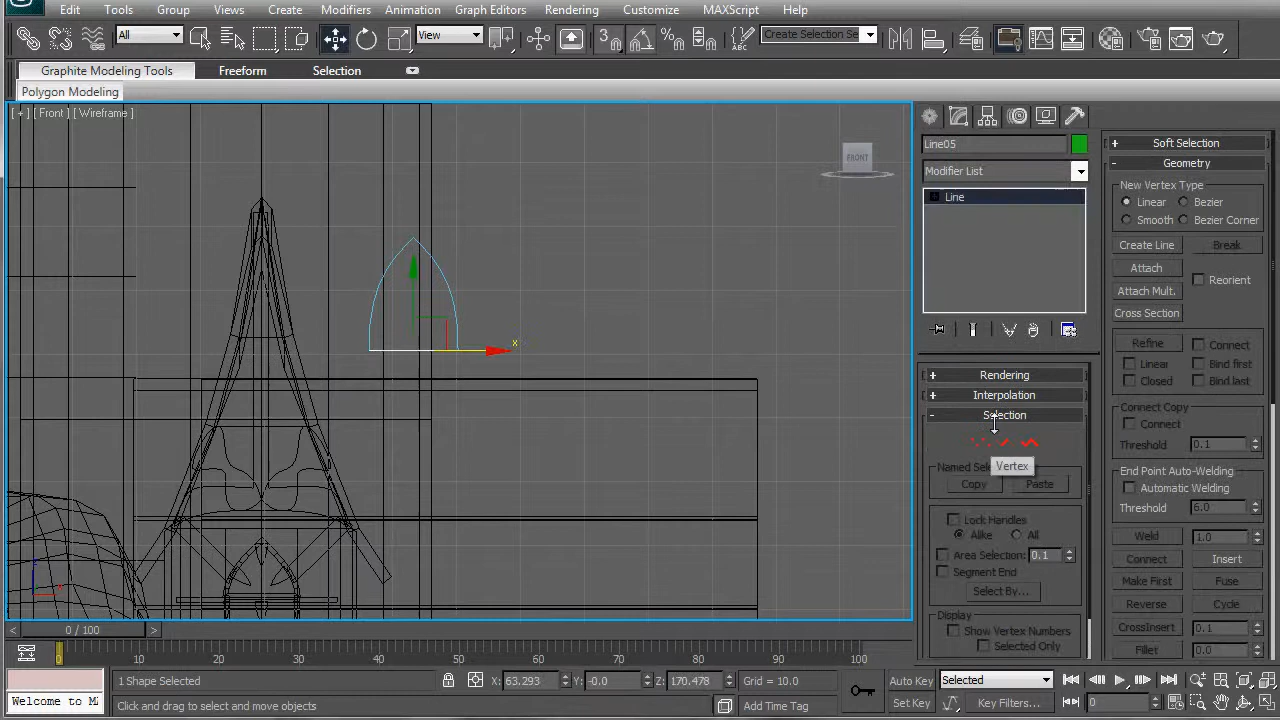 Edit Tools Group Views Create Modifiers Animation Graph Editors Rendering Customize MAXScript Help
All View 3 Create Selection Se
Graphite Modeling Tools Freeform Selection
Polygon Modeling
[ + ] [ Front ] [ Wireframe ]
FRONT
x
Line05
Modifier List
Line
+ Rendering
+ Interpolation
- Selection
Vertex
Named Sele
Copy Paste
Lock Handles
Alike All
Area Selection: 0.1
Segment End
Select By...
Display
Show Vertex Numbers
Selected Only
+ Soft Selection
- Geometry
New Vertex Type
Linear Bezier
Smooth Bezier Corner
Create Line Break
Attach Reorient
Attach Mult.
Cross Section
Refine Connect
Linear Bind first
Closed Bind last
Connect Copy
Connect
Threshold 0.1
End Point Auto-Welding
Automatic Welding
Threshold 6.0
Weld 1.0
Connect Insert
Make First Fuse
Reverse Cycle
CrossInsert 0.1
Fillet 0.0
< 0 / 100 >
0 10 20 30 40 50 60 70 80 90 100
1 Shape Selected X: 63.293 Y: -0.0 Z: 170.478 Grid = 10.0 Auto Key Selected
Welcome to M Click and drag to select and move objects Add Time Tag Set Key Key Filters... 0